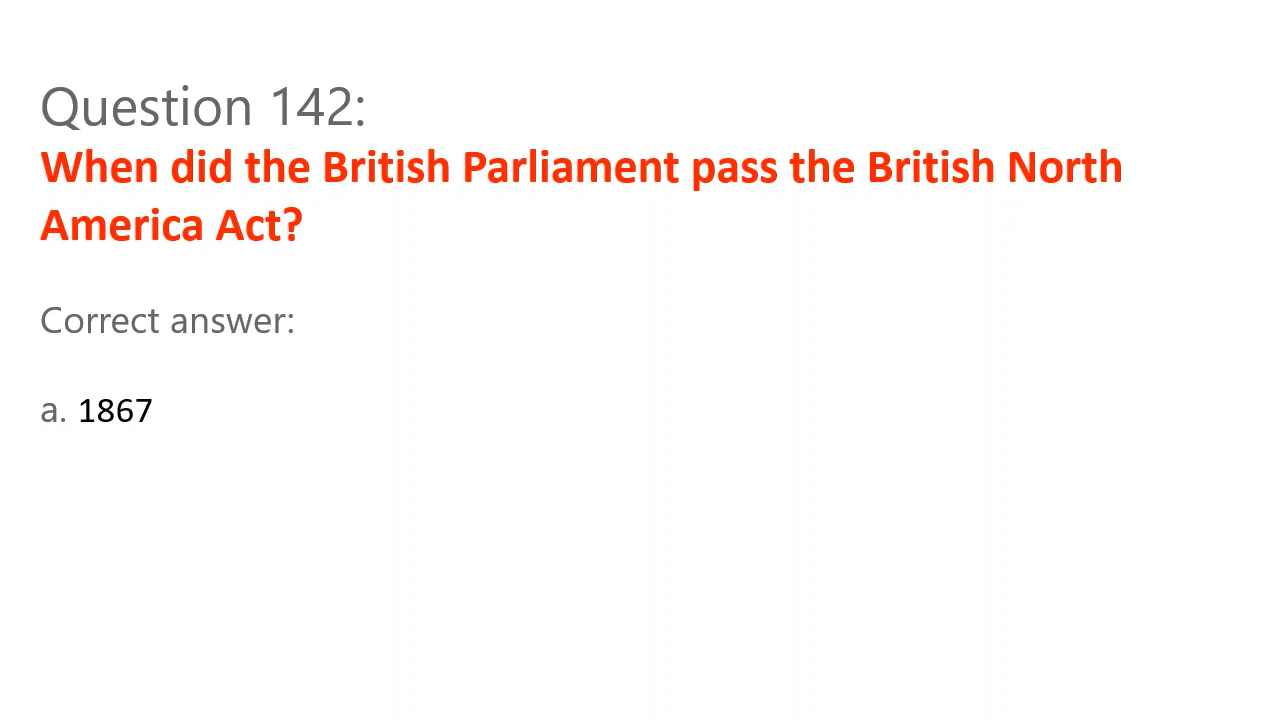 Question 142:
When did the British Parliament pass the British North
America Act?
Correct answer:
a. 1867